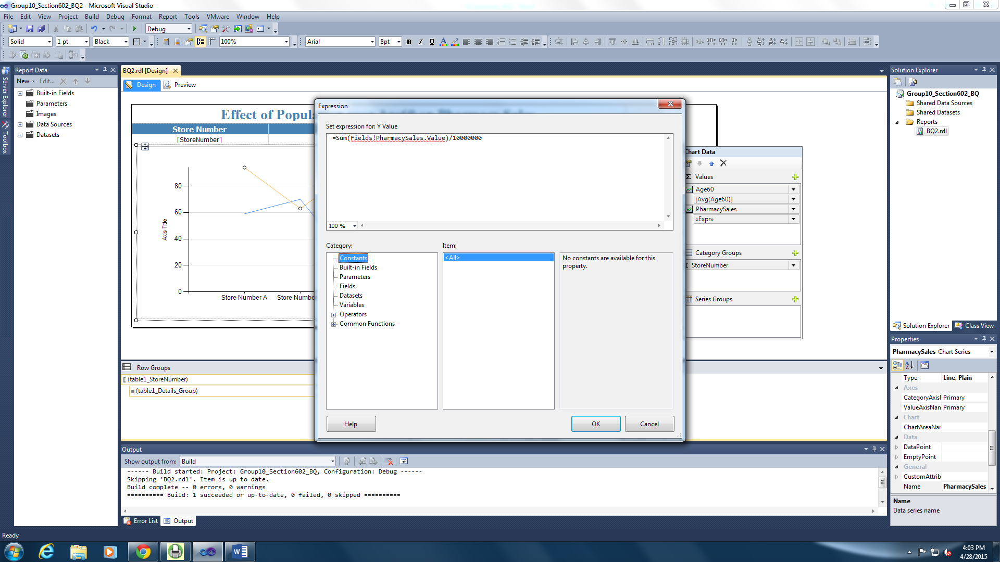 Group10_Section602_BQ2 - Microsoft Visual Studio
File Edit View Project Build Debug Format Report Tools VMware Window Help
Debug
Solid 1 pt Black 100% Arial 8pt B I U A
Report Data
New Edit...
Built-in Fields
Parameters
Images
Data Sources
Datasets
Server Explorer
Toolbox
BQ2.rdl [Design]
Design Preview
Effect of Popul
Store Number
[StoreNumber]
80
60
40
20
0
Axis Title
Store Number A Store Numbe
Expression
Set expression for: Y Value
=Sum(Fields!PharmacySales.Value)/10000000
100 %
Category:
Constants
Built-in Fields
Parameters
Fields
Datasets
Variables
Operators
Common Functions
Item:
<All>
No constants are available for this
property.
Help OK Cancel
Chart Data
Σ Values
Age60
[Avg(Age60)]
PharmacySales
«Expr»
Category Groups
StoreNumber
Series Groups
Row Groups
(table1_StoreNumber)
(table1_Details_Group)
Output
Show output from: Build
------ Build started: Project: Group10_Section602_BQ, Configuration: Debug ------
Skipping 'BQ2.rdl'. Item is up to date.
Build complete -- 0 errors, 0 warnings
========== Build: 1 succeeded or up-to-date, 0 failed, 0 skipped ==========
Error List Output
Solution Explorer
Group10_Section602_BQ
Shared Data Sources
Shared Datasets
Reports
BQ2.rdl
Solution Explorer Class View
Properties
PharmacySales Chart Series
Type Line, Plain
Axes
CategoryAxisI Primary
ValueAxisNan Primary
Chart
ChartAreaNar
Data
DataPoint
EmptyPoint
General
CustomAttrib
Name PharmacySales
Name
Data series name
Ready
4:03 PM
4/28/2015